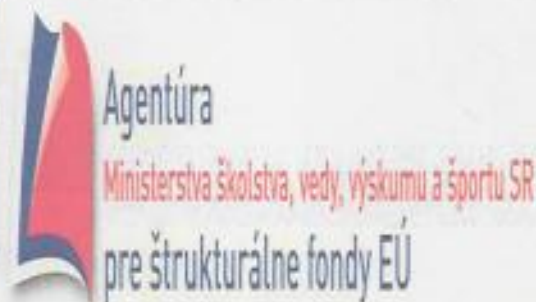 Agentúra
Ministerstva školstva, vedy, výskumu a športu SR
pre štrukturálne fondy EÚ